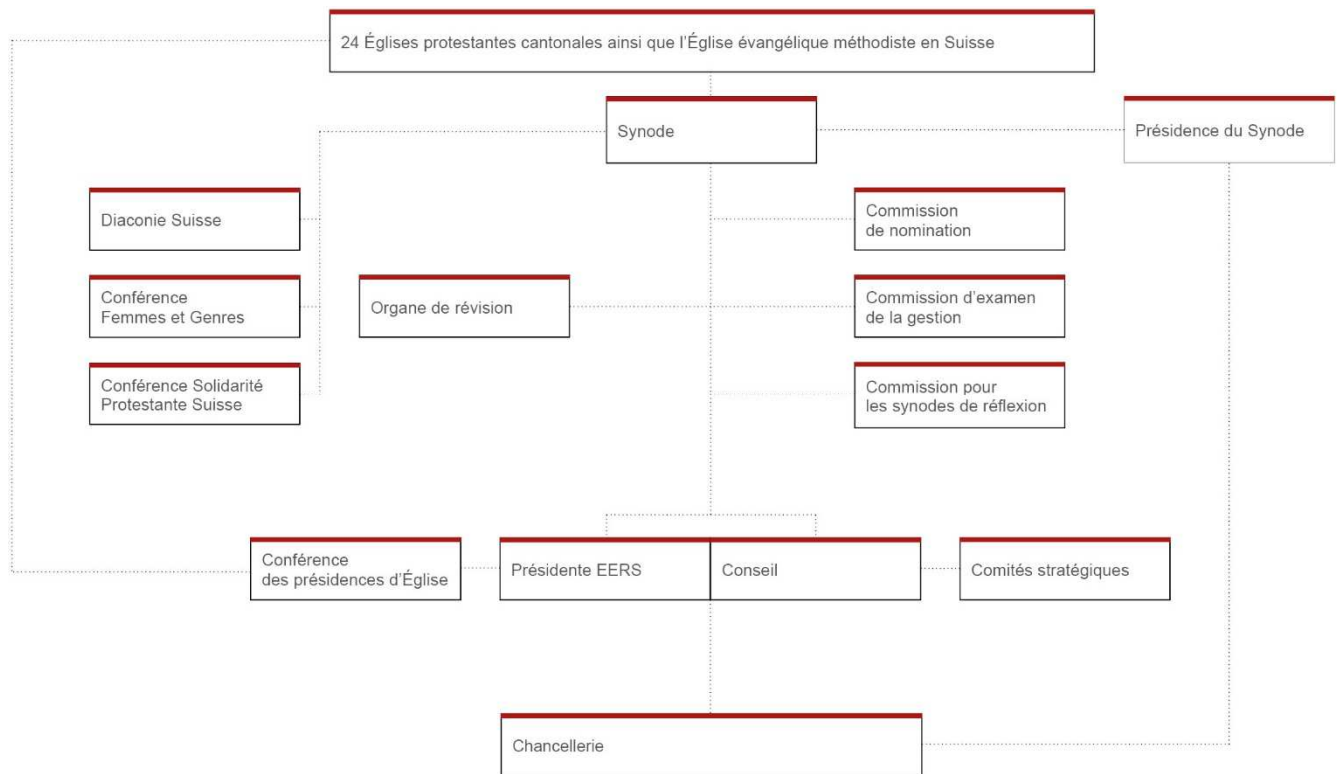 24 Églises protestantes cantonales ainsi que l'Église évangélique méthodiste en Suisse
Synode
Présidence du Synode
Diaconie Suisse
Commission
de nomination
Conférence
Femmes et Genres
Organe de révision
Commission d'examen
de la gestion
Conférence Solidarité
Protestante Suisse
Commission pour
les synodes de réflexion
Conférence
des présidences d'Église
Présidente EERS
Conseil
Comités stratégiques
Chancellerie